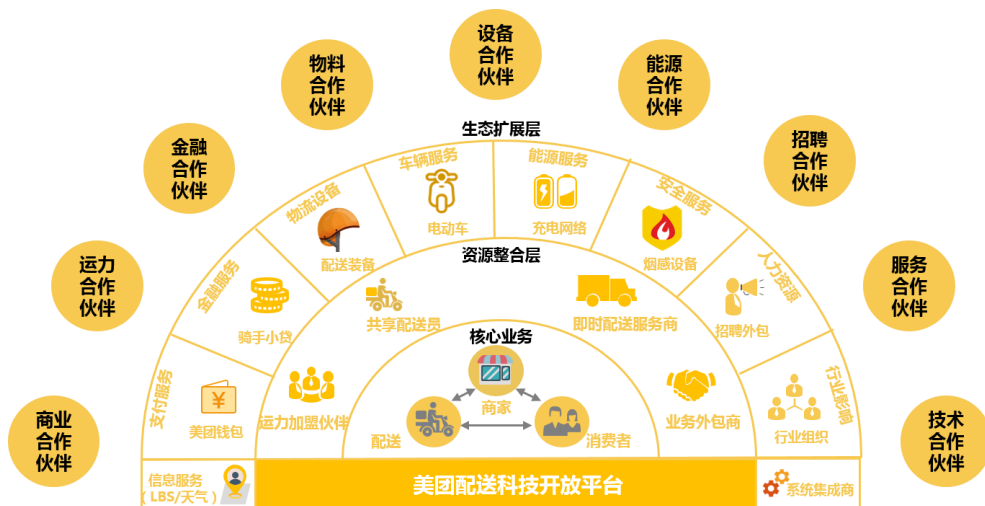 设备
合作
伙伴
物料
合作
伙伴
能源
合作
伙伴
金融
合作
伙伴
招聘
合作
伙伴
运力
合作
伙伴
服务
合作
伙伴
商业
合作
伙伴
技术
合作
伙伴
生态扩展层
支付服务
美团钱包
金融服务
骑手小贷
物流设备
配送装备
车辆服务
电动车
能源服务
充电网络
安全服务
烟感设备
人力资源
招聘外包
行业影响
行业组织
资源整合层
共享配送员
即时配送服务商
运力加盟伙伴
业务外包商
核心业务
商家
配送
消费者
信息服务
（LBS/天气）
美团配送科技开放平台
系统集成商